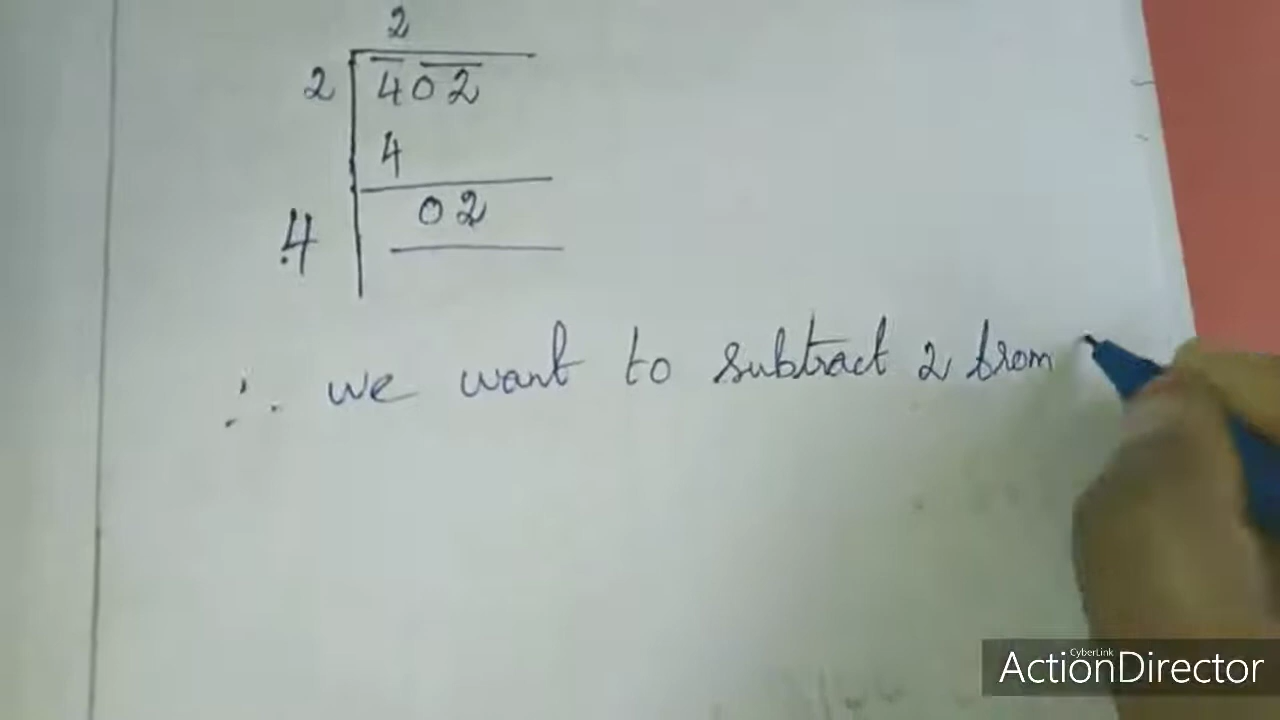 2
2 402
4
4 02
∴ we want to subtract 2 from
CyberLink
ActionDirector